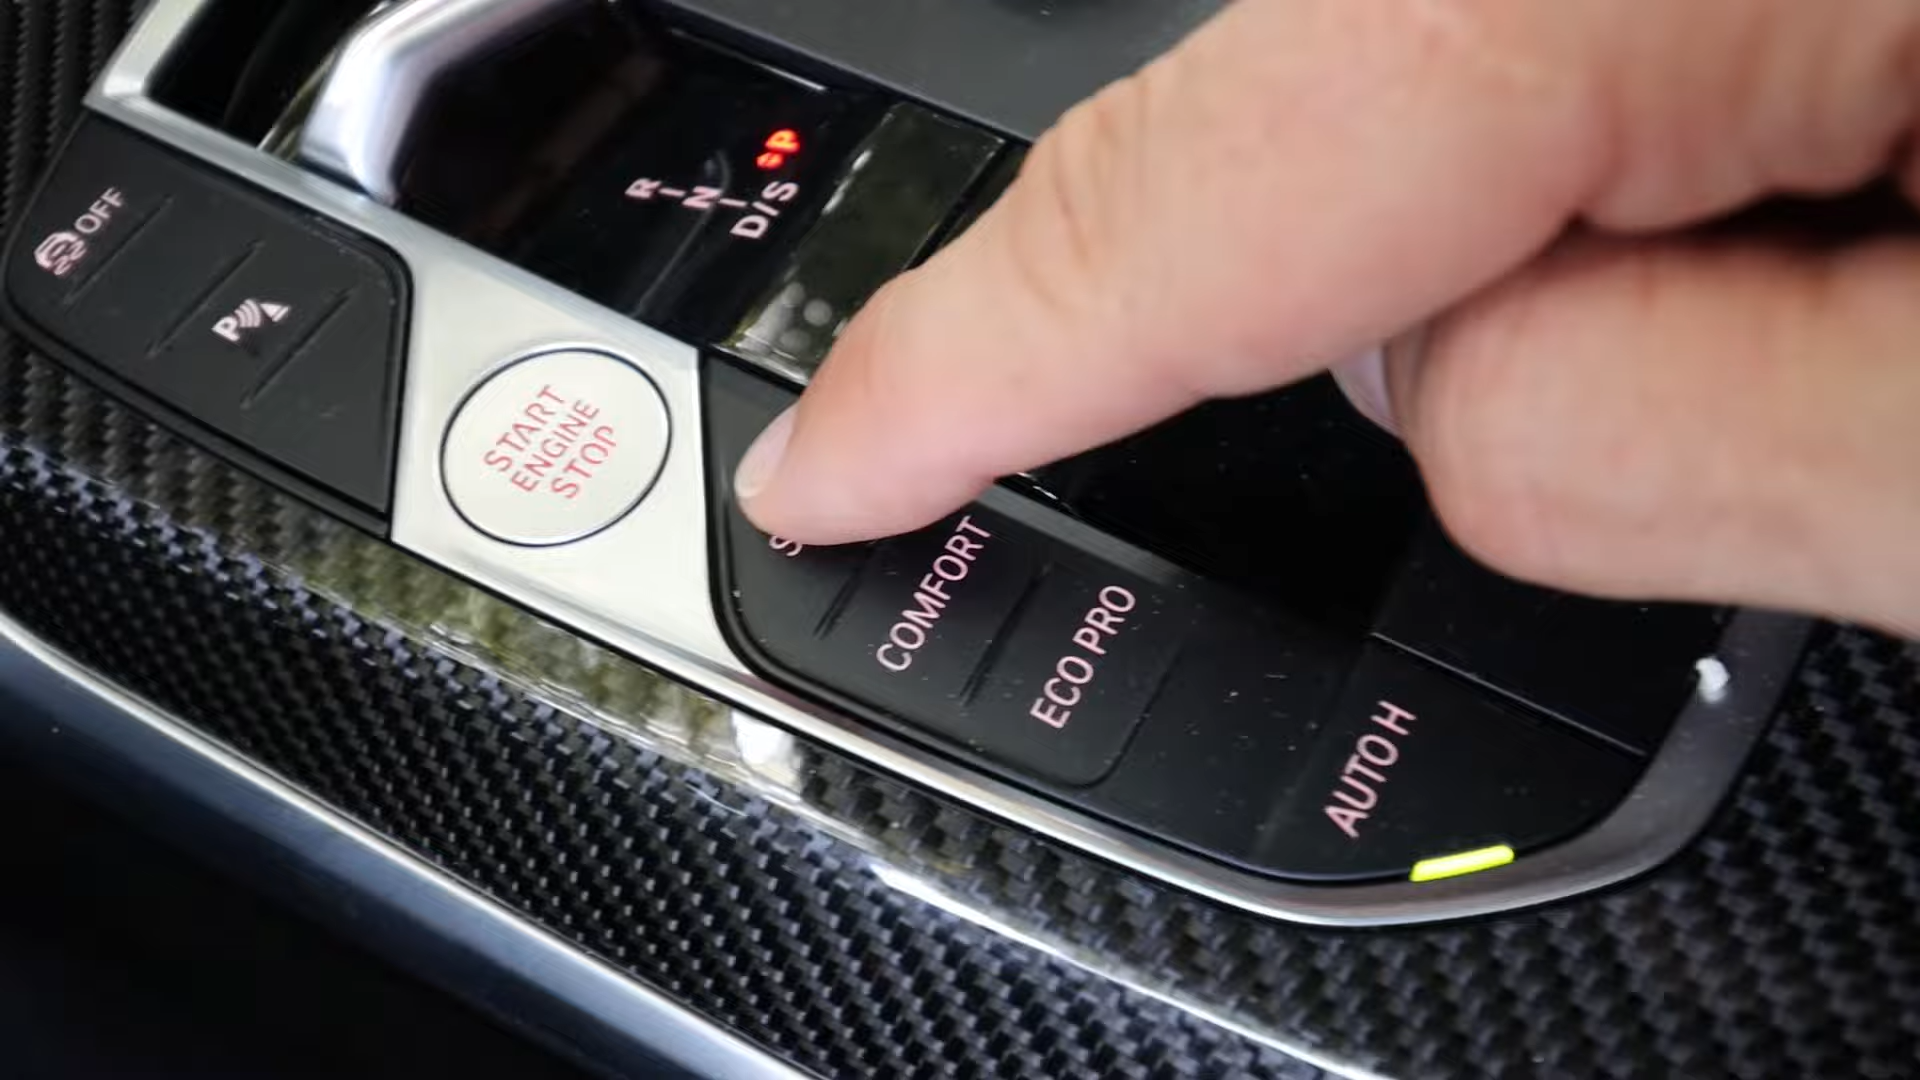 P
R
N
D/S
OFF
P
START
ENGINE
STOP
S
COMFORT
ECO PRO
AUTO H